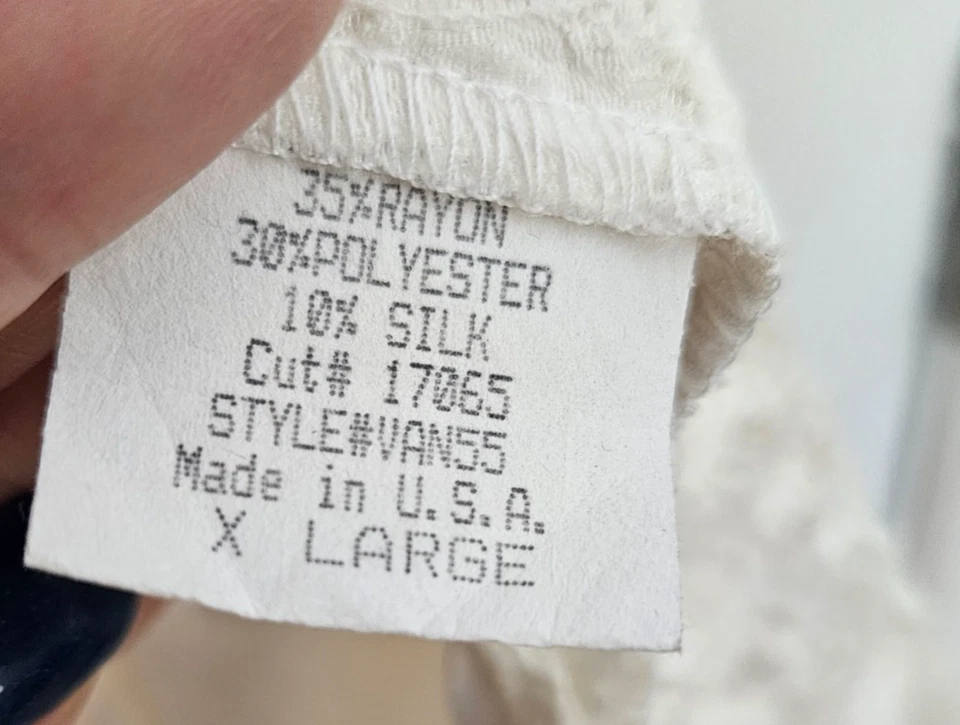 35%RAYON
30%POLYESTER
10% SILK
Cut# 17065
STYLE#VAN55
Made in U.S.A.
X LARGE